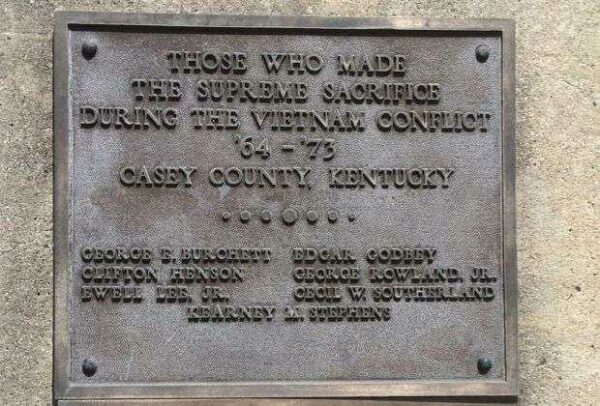 THOSE WHO MADE
THE SUPREME SACRIFICE
DURING THE VIETNAM CONFLICT
'64 - '73
CASEY COUNTY, KENTUCKY
GEORGE E. BURCHETT EDGAR GODBEY
CLIFTON HENSON GEORGE ROWLAND, JR.
EWELL LEE, JR. CECIL W. SOUTHERLAND
KEARNEY M. STEPHENS